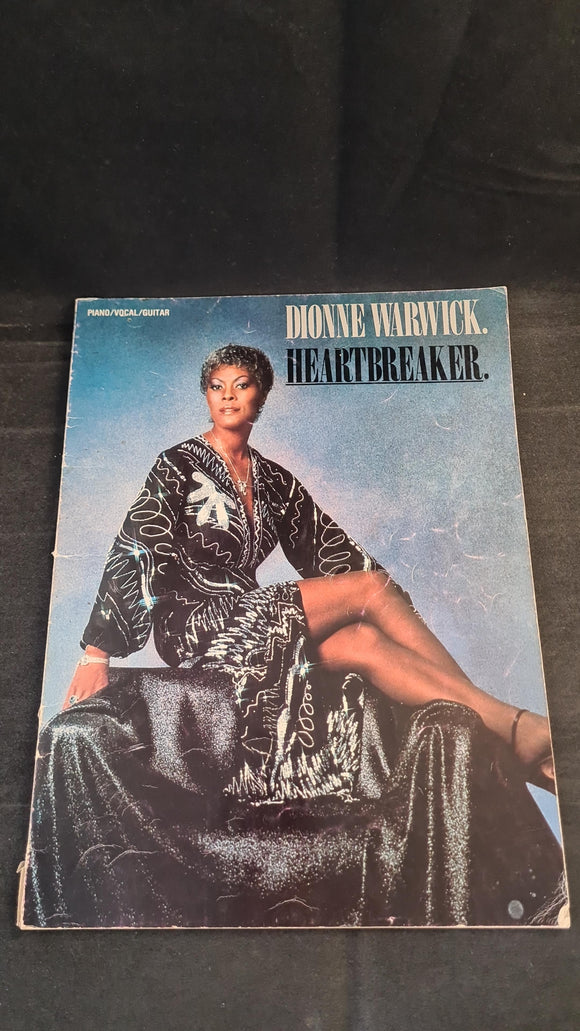 PIANO/VOCAL/GUITAR
DIONNE WARWICK.
HEARTBREAKER.